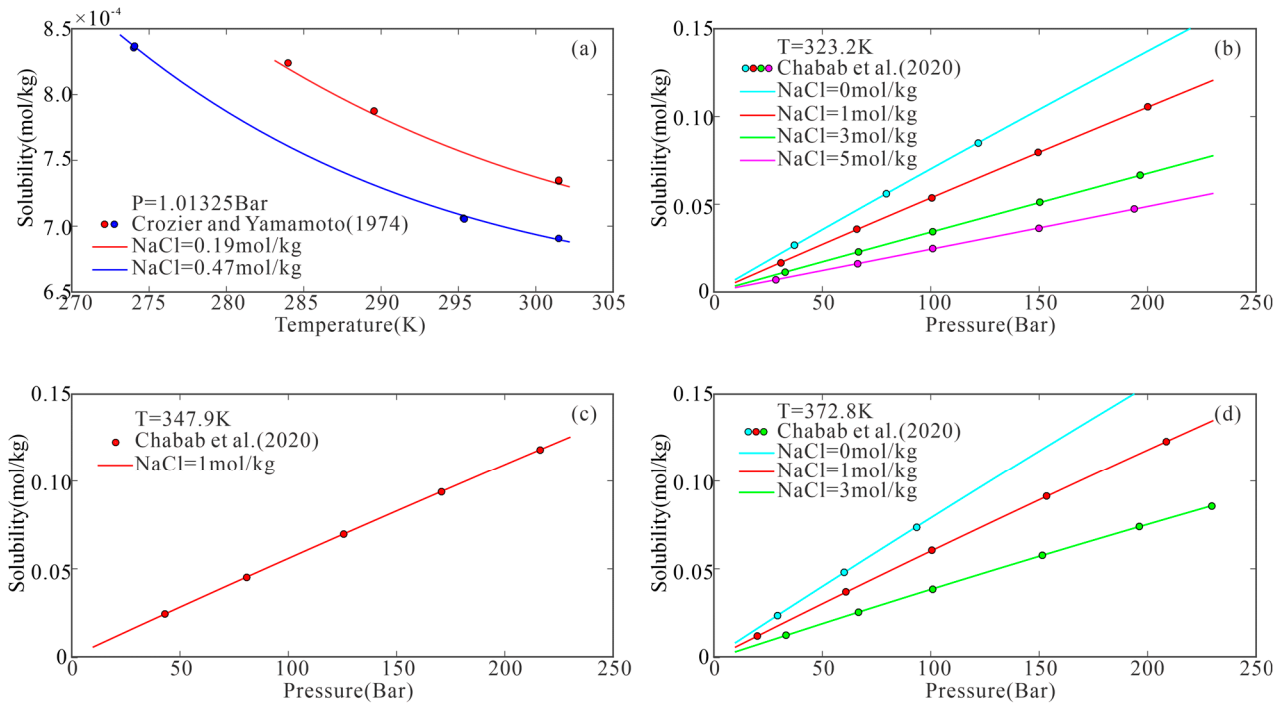 ×10⁻⁴
8.5
8.0
7.5
7.0
6.5
Solubility(mol/kg)
(a)
P=1.01325Bar
Crozier and Yamamoto(1974)
NaCl=0.19mol/kg
NaCl=0.47mol/kg
270 275 280 285 290 295 300 305
Temperature(K)
0.15
0.10
0.05
0
Solubility(mol/kg)
(b)
T=323.2K
Chabab et al.(2020)
NaCl=0mol/kg
NaCl=1mol/kg
NaCl=3mol/kg
NaCl=5mol/kg
0 50 100 150 200 250
Pressure(Bar)
0.15
0.10
0.05
0
Solubility(mol/kg)
(c)
T=347.9K
Chabab et al.(2020)
NaCl=1mol/kg
0 50 100 150 200 250
Pressure(Bar)
0.15
0.10
0.05
0
Solubility(mol/kg)
(d)
T=372.8K
Chabab et al.(2020)
NaCl=0mol/kg
NaCl=1mol/kg
NaCl=3mol/kg
0 50 100 150 200 250
Pressure(Bar)